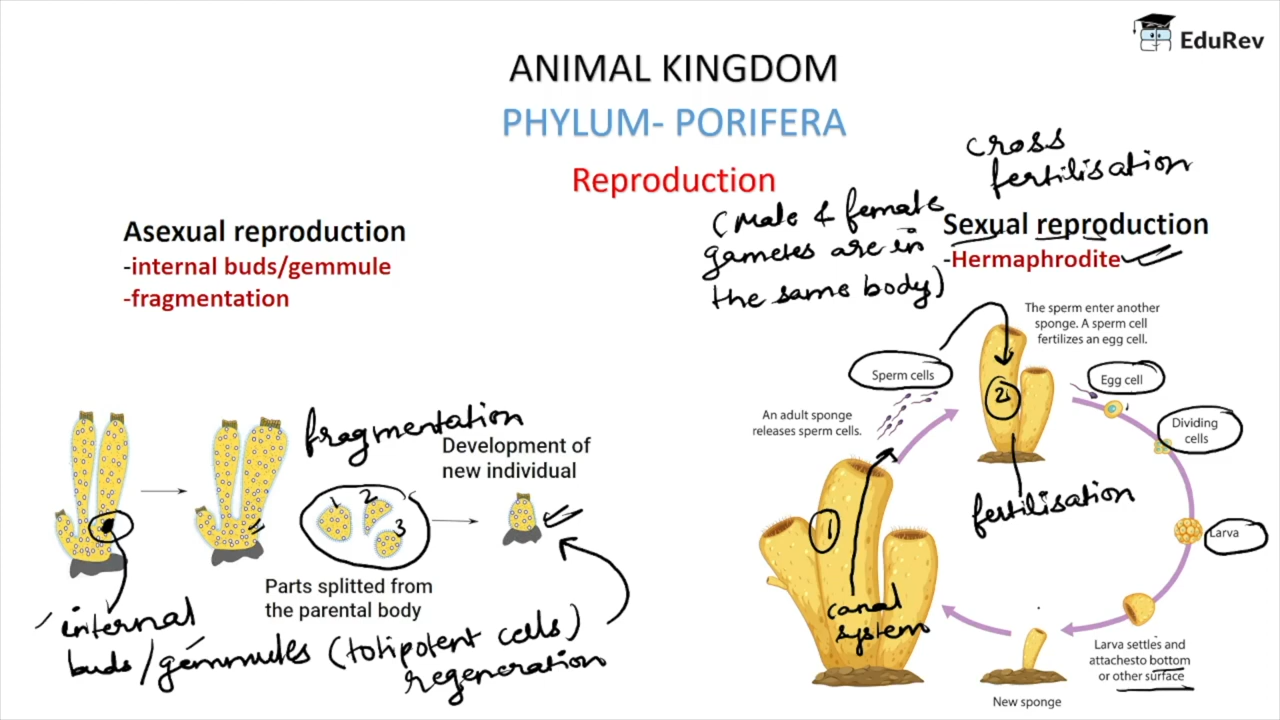 EduRev
ANIMAL KINGDOM
PHYLUM- PORIFERA
Reproduction
Asexual reproduction
-internal buds/gemmule
-fragmentation
fragmentation
Development of
new individual
1
2
3
Parts splitted from
the parental body
internal
buds/gemmules (totipotent cells)
regeneration
cross
fertilisation
(male & female
gametes are in
the same body)
Sexual reproduction
-Hermaphrodite
The sperm enter another
sponge. A sperm cell
fertilizes an egg cell.
Sperm cells
An adult sponge
releases sperm cells.
2
Egg cell
Dividing
cells
fertilisation
1
Larva
canal
system
Larva settles and
attachesto bottom
or other surface
New sponge